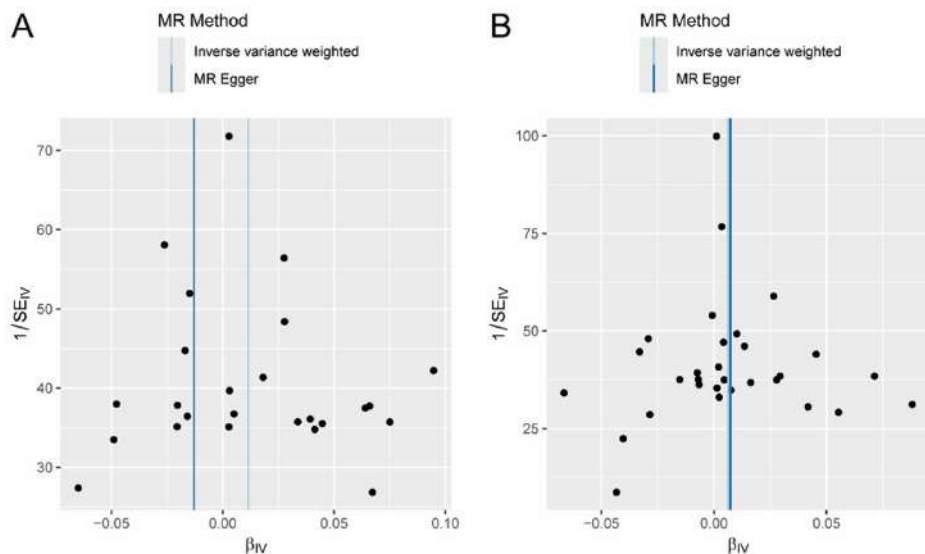 A
MR Method
Inverse variance weighted
MR Egger
70
60
50
40
30
1 / SE_IV
−0.05
0.00
0.05
0.10
β_IV
B
MR Method
Inverse variance weighted
MR Egger
100
75
50
25
1 / SE_IV
−0.05
0.00
0.05
β_IV